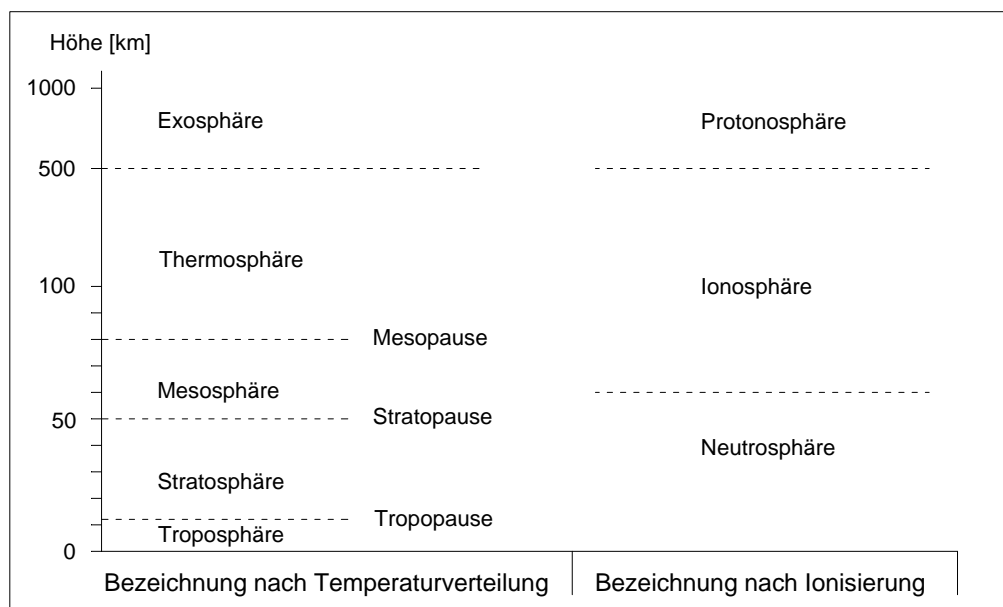 Höhe [km]
1000
Exosphäre Protonosphäre
500
Thermosphäre
100 Ionosphäre
Mesopause
Mesosphäre
50 Stratopause
Neutrosphäre
Stratosphäre
Tropopause
Troposphäre
0
Bezeichnung nach Temperaturverteilung Bezeichnung nach Ionisierung